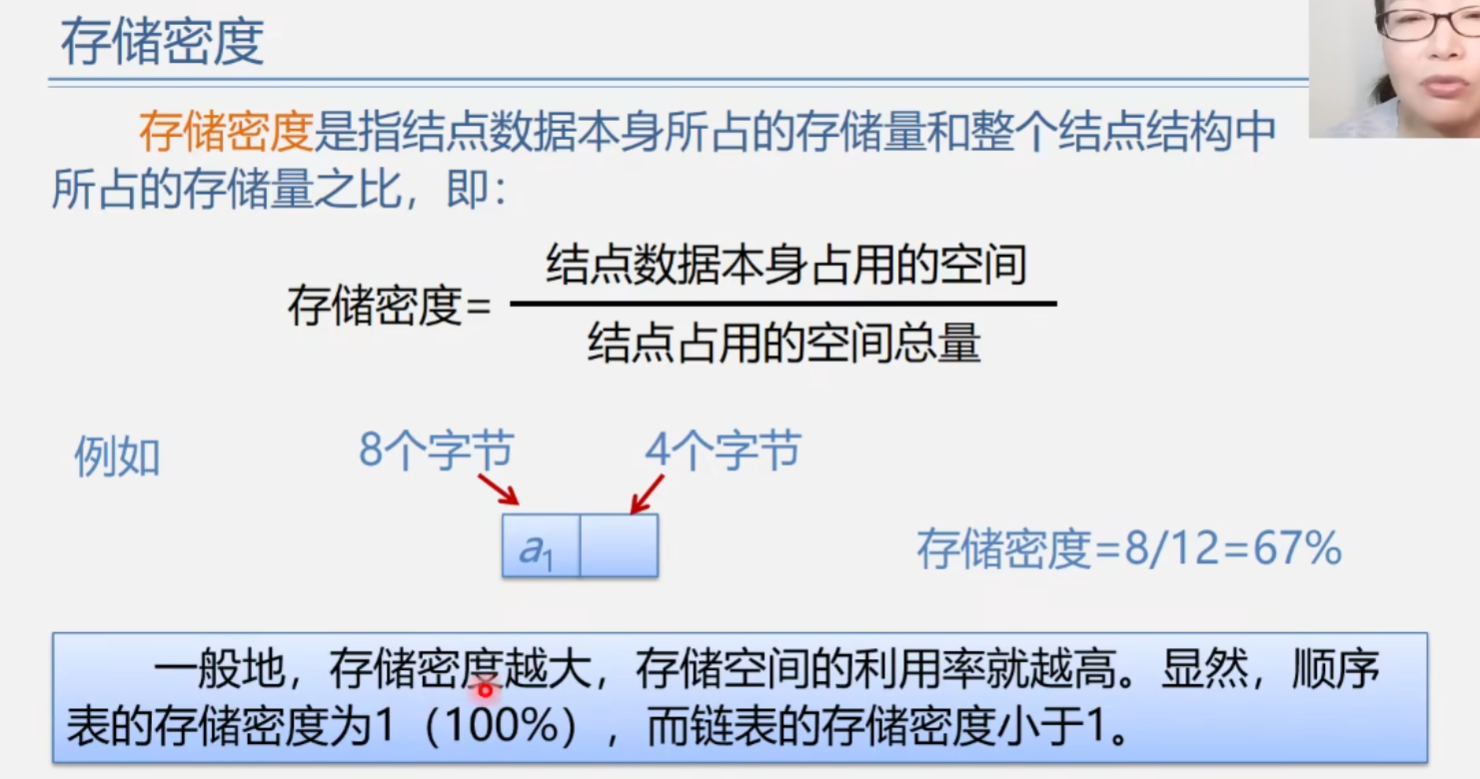 存储密度
存储密度是指结点数据本身所占的存储量和整个结点结构中
所占的存储量之比，即：
结点数据本身占用的空间
存储密度=
结点占用的空间总量
例如
8个字节
4个字节
a₁
存储密度=8/12=67%
一般地，存储密度越大，存储空间的利用率就越高。显然，顺序
表的存储密度为1（100%），而链表的存储密度小于1。